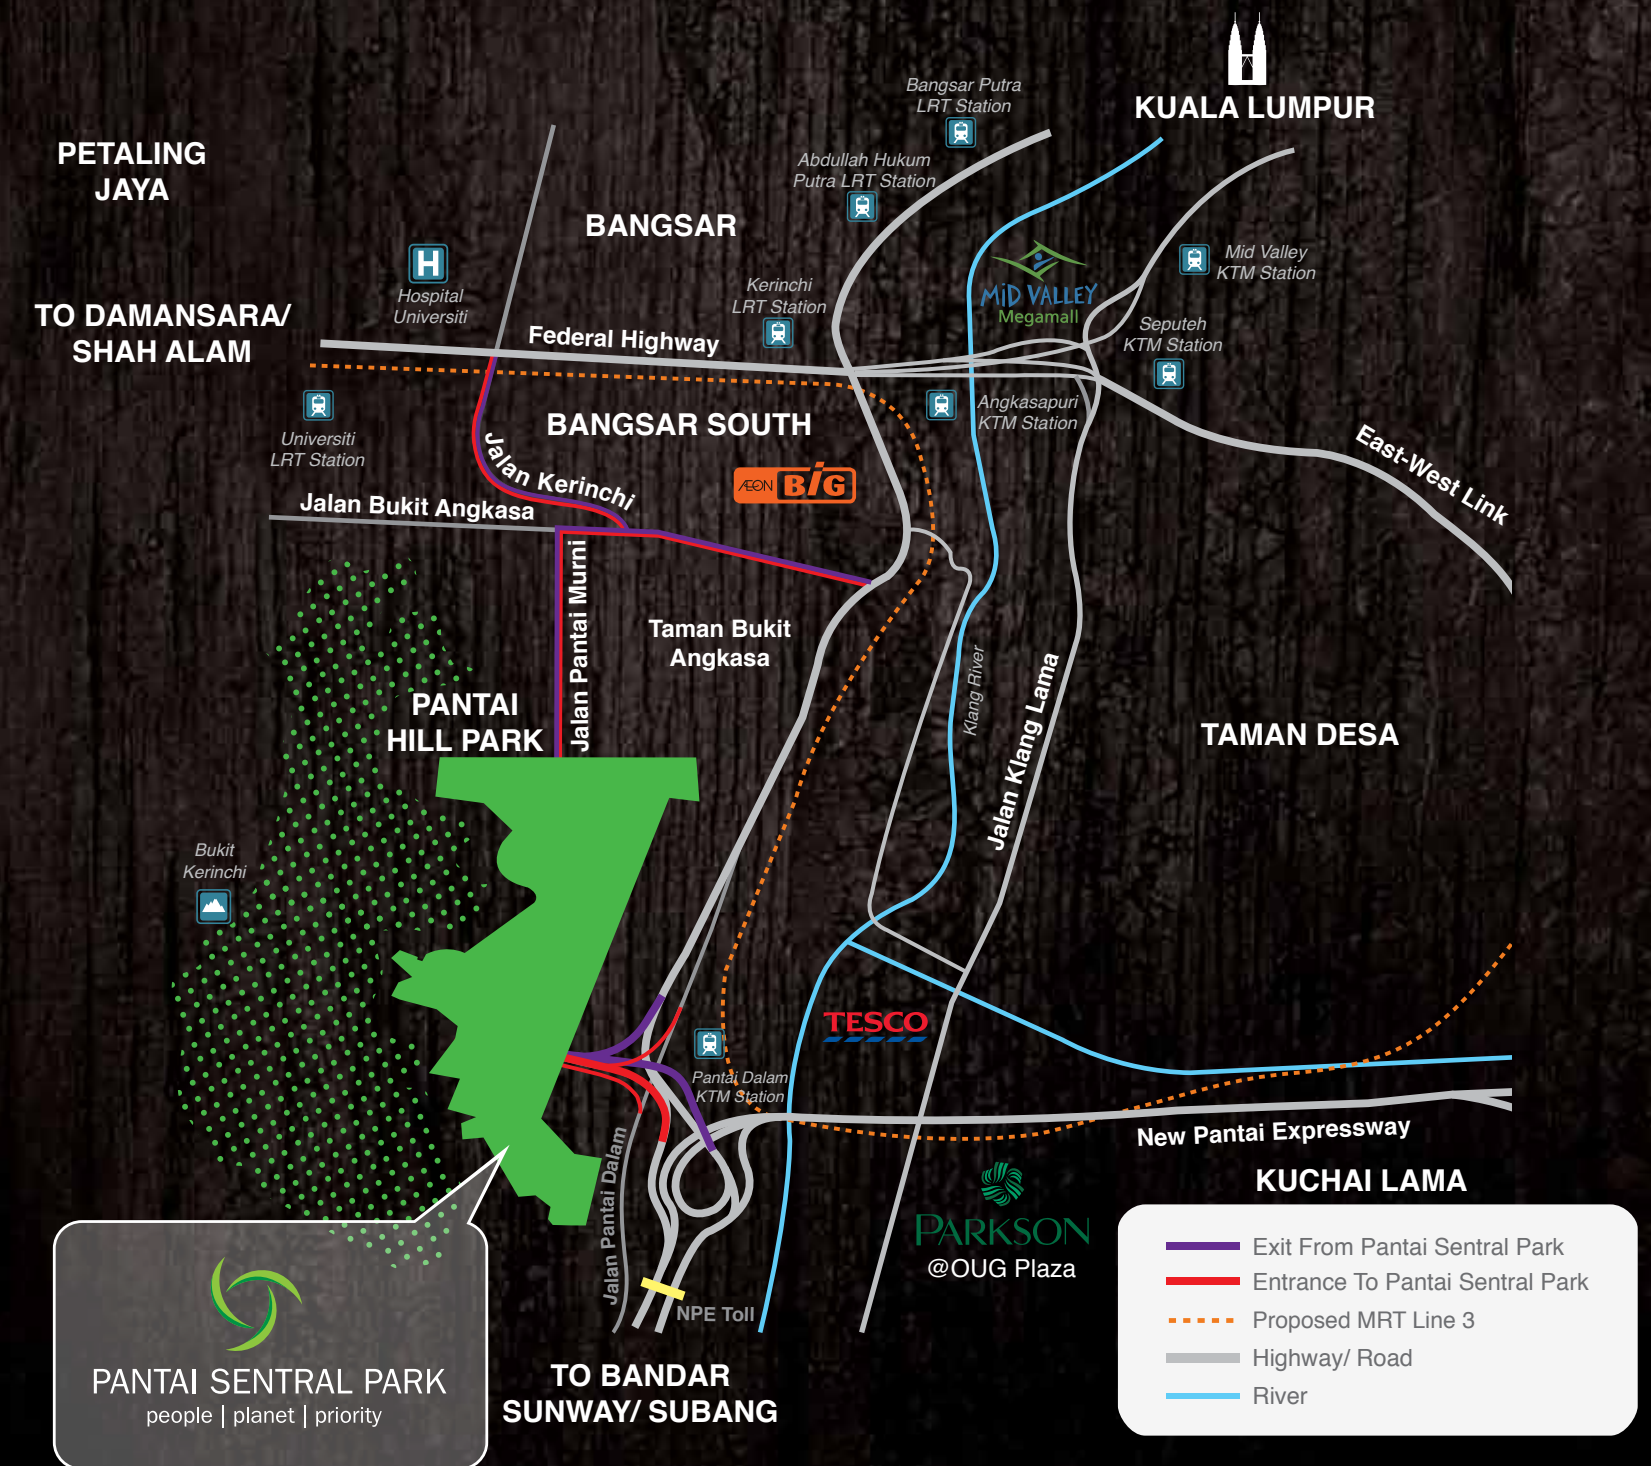 KUALA LUMPUR
Bangsar Putra
LRT Station
PETALING
JAYA
Abdullah Hukum
Putra LRT Station
BANGSAR
H
Hospital
Universiti
Mid Valley
KTM Station
MiD VALLEY
Megamall
Kerinchi
LRT Station
TO DAMANSARA/
SHAH ALAM
Federal Highway
Seputeh
KTM Station
Angkasapuri
KTM Station
BANGSAR SOUTH
Universiti
LRT Station
Jalan Kerinchi
AEON BiG
East-West Link
Jalan Bukit Angkasa
Jalan Pantai Murni
Taman Bukit
Angkasa
Klang River
Jalan Klang Lama
PANTAI
HILL PARK
TAMAN DESA
Bukit
Kerinchi
TESCO
Pantai Dalam
KTM Station
New Pantai Expressway
Jalan Pantai Dalam
KUCHAI LAMA
PARKSON
@OUG Plaza
NPE Toll
Exit From Pantai Sentral Park
Entrance To Pantai Sentral Park
Proposed MRT Line 3
Highway/ Road
River
PANTAI SENTRAL PARK
people | planet | priority
TO BANDAR
SUNWAY/ SUBANG